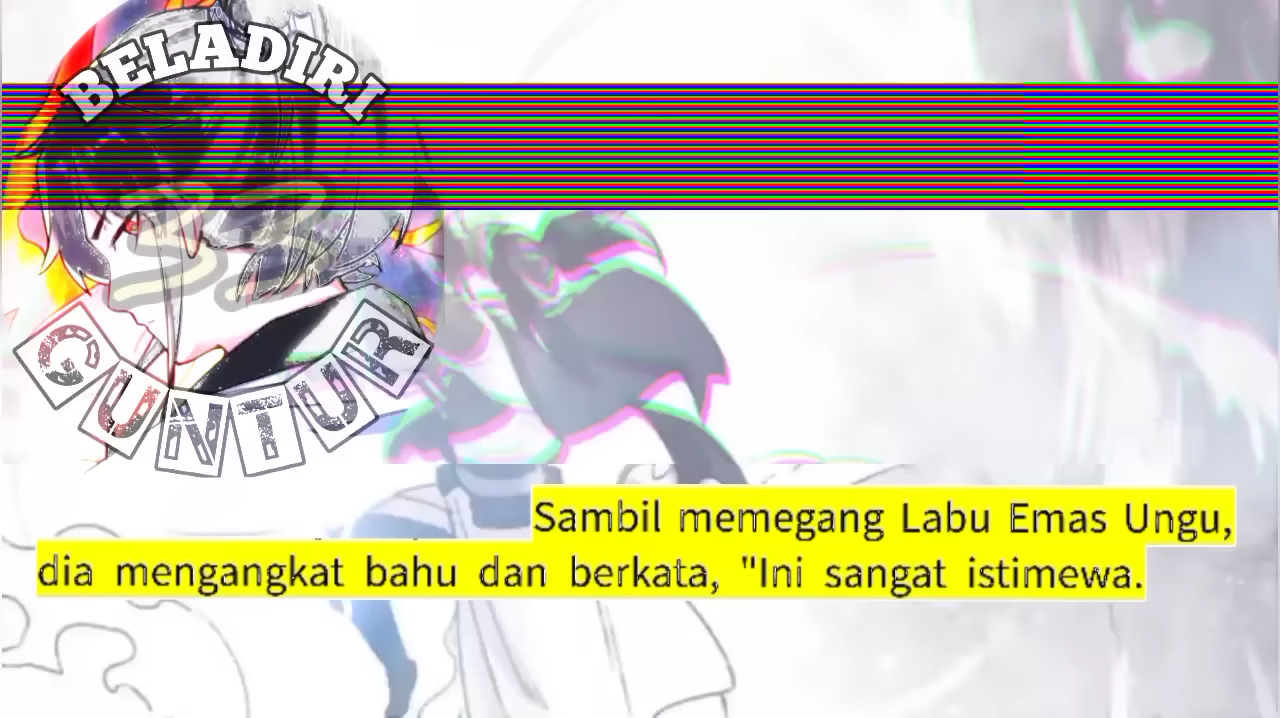 BELADIRI
GUNTUR
Sambil memegang Labu Emas Ungu,
dia mengangkat bahu dan berkata, "Ini sangat istimewa.